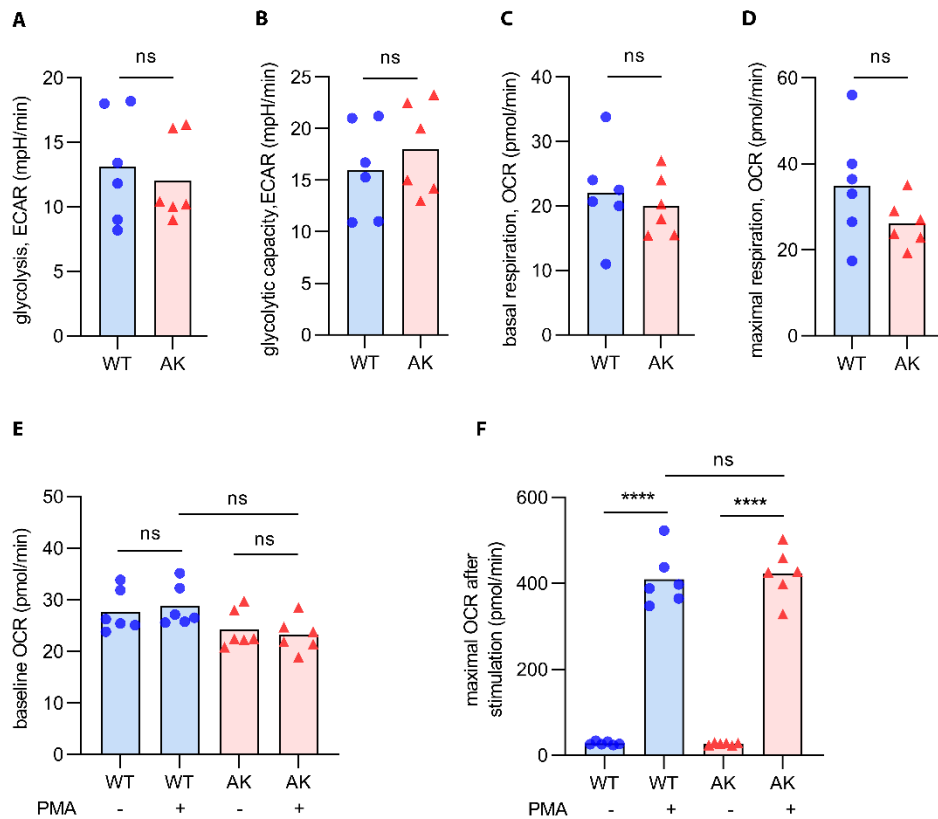 A
B
C
D
ns
ns
ns
ns
glycolysis, ECAR (mpH/min)
20
15
10
5
0
WT AK
glycolytic capacity,ECAR (mpH/min)
25
20
15
10
5
0
WT AK
basal respiration, OCR (pmol/min)
40
30
20
10
0
WT AK
maximal respiration, OCR (pmol/min)
60
40
20
0
WT AK
E
baseline OCR (pmol/min)
50
40
30
20
10
0
ns
ns
ns
WT WT AK AK
PMA - + - +
F
maximal OCR after
stimulation (pmol/min)
600
400
200
0
ns
**** ****
WT WT AK AK
PMA - + - +